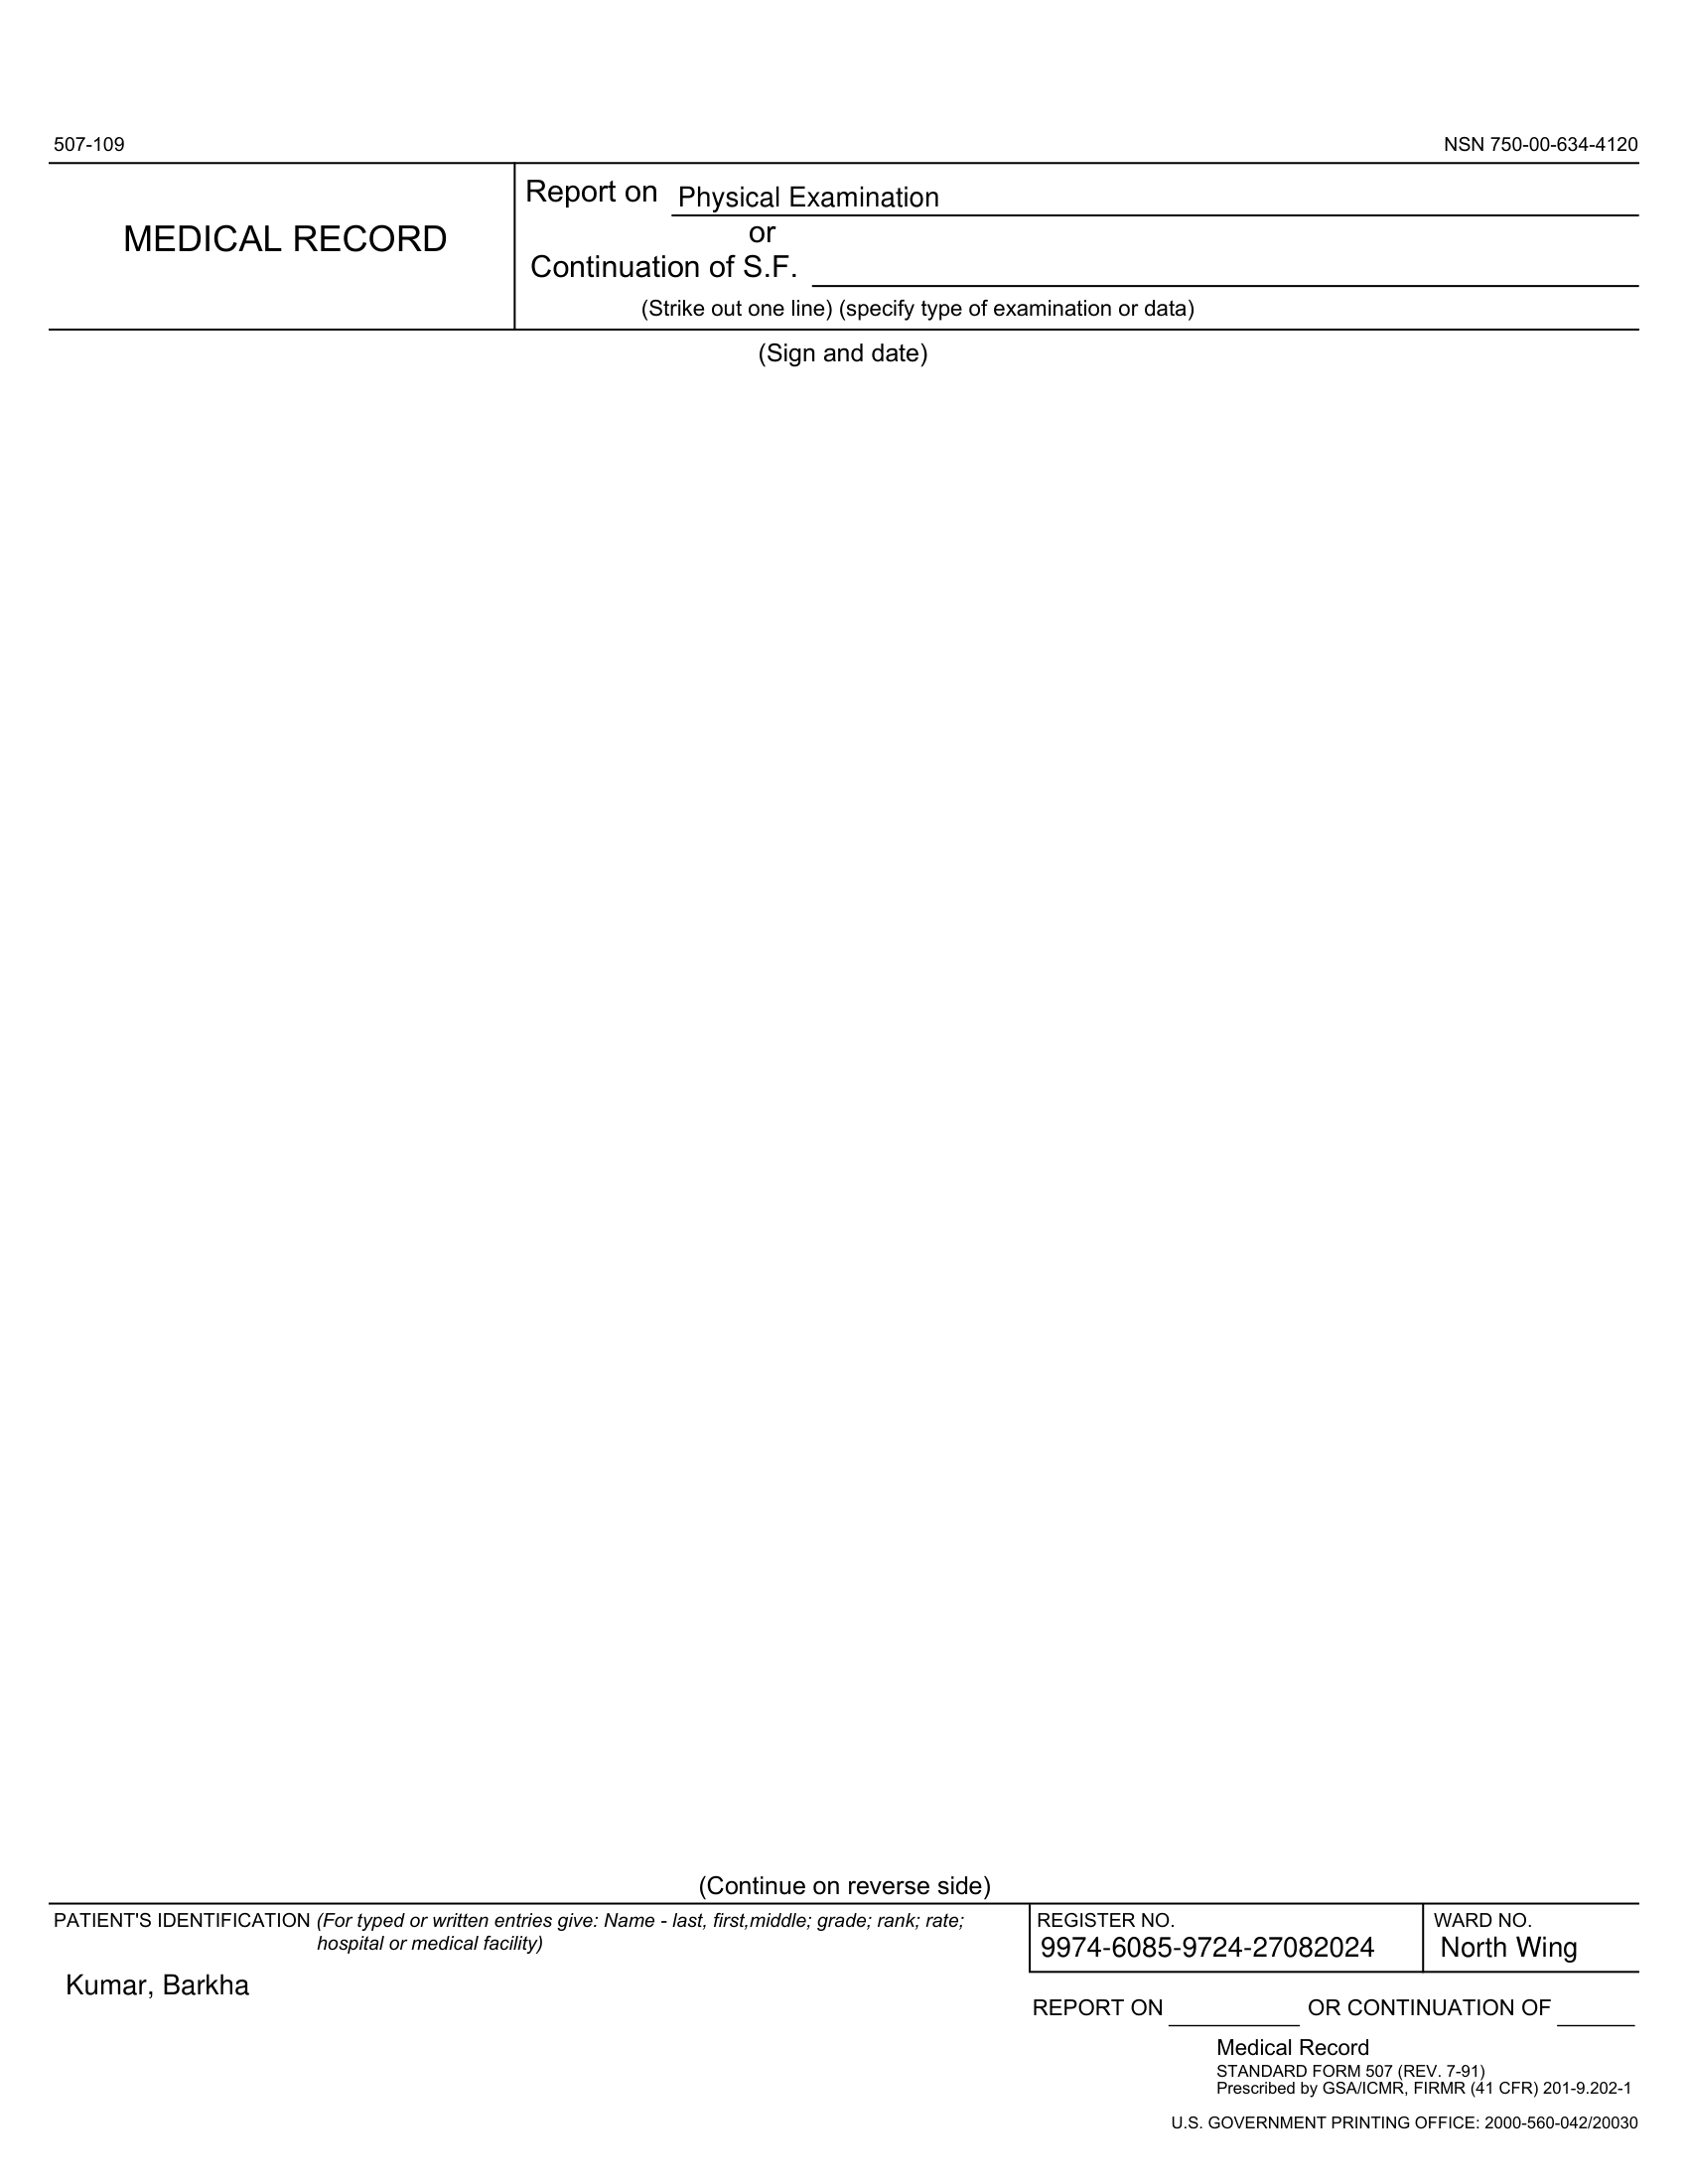 507-109
NSN 750-00-634-4120
MEDICAL RECORD
Report on Physical Examination
or
Continuation of S.F.
(Strike out one line) (specify type of examination or data)
(Sign and date)
(Continue on reverse side)
PATIENT'S IDENTIFICATION (For typed or written entries give: Name - last, first,middle; grade; rank; rate;
hospital or medical facility)
Kumar, Barkha
REGISTER NO.
9974-6085-9724-27082024
WARD NO.
North Wing
REPORT ON OR CONTINUATION OF
Medical Record
STANDARD FORM 507 (REV. 7-91)
Prescribed by GSA/ICMR, FIRMR (41 CFR) 201-9.202-1
U.S. GOVERNMENT PRINTING OFFICE: 2000-560-042/20030